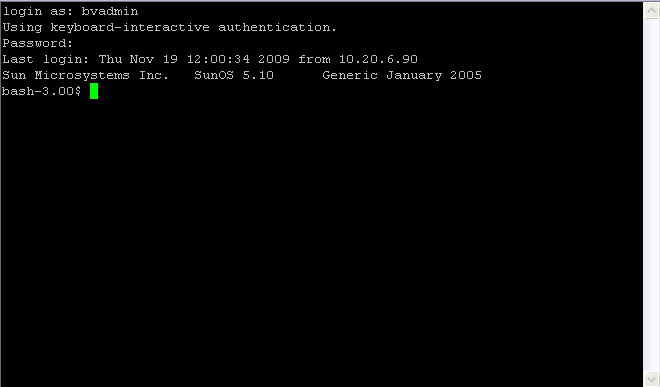 login as: bvadmin
Using keyboard-interactive authentication.
Password:
Last login: Thu Nov 19 12:00:34 2009 from 10.20.6.90
Sun Microsystems Inc.   SunOS 5.10      Generic January 2005
bash-3.00$